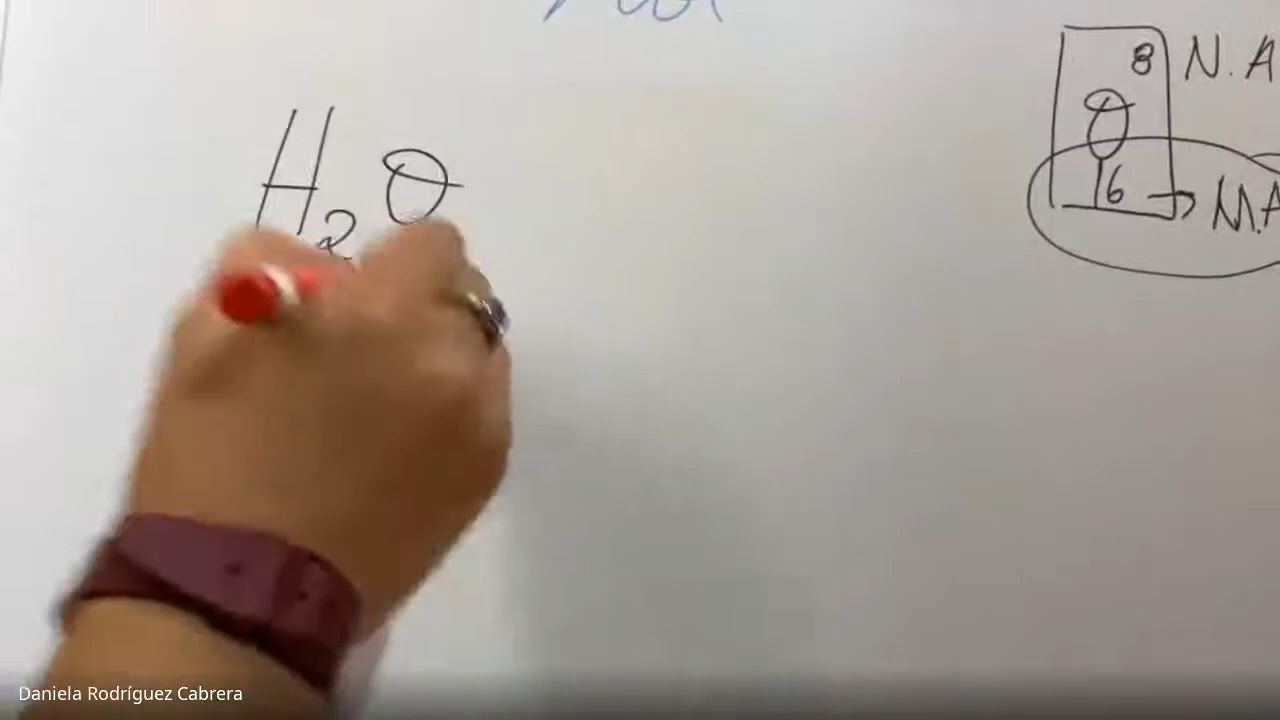 H₂O
8 N.A
O
16 → M.A
Daniela Rodríguez Cabrera